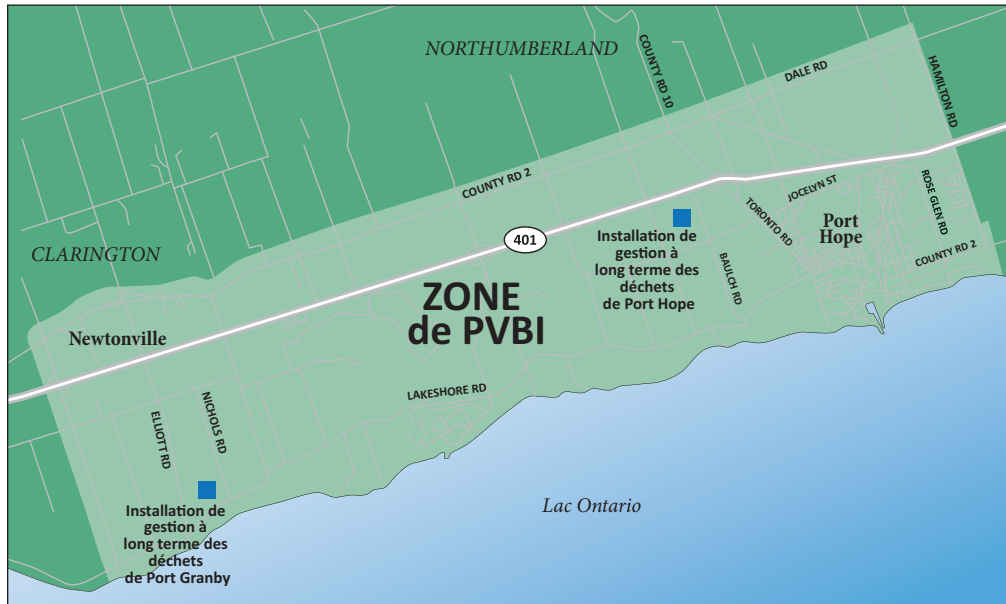 NORTHUMBERLAND
COUNTY RD 10
DALE RD
HAMILTON RD
COUNTY RD 2
JOCELYN ST
ROSE GLEN RD
TORONTO RD
Port
Hope
CLARINGTON
401
Installation de
gestion à
long terme des
déchets
de Port Hope
BAULCH RD
COUNTY RD 2
ZONE
de PVBI
Newtonville
LAKESHORE RD
NICHOLS RD
ELLIOTT RD
Installation de
gestion à
long terme des
déchets
de Port Granby
Lac Ontario